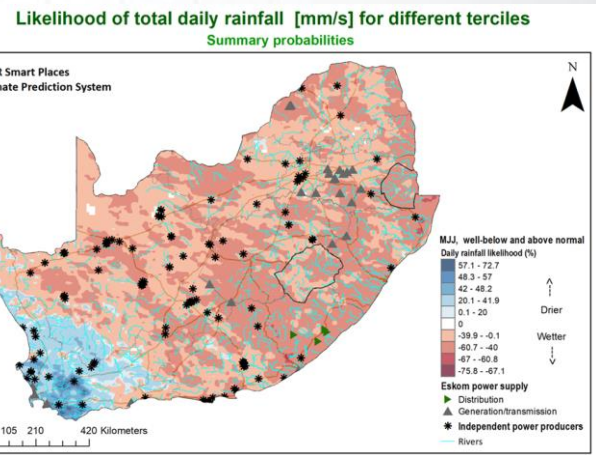 Likelihood of total daily rainfall [mm/s] for different terciles
Summary probabilities
Smart Places
ate Prediction System
N
MJJ, well-below and above normal
Daily rainfall likelihood (%)
57.1 - 72.7
48.3 - 57
42 - 48.2
20.1 - 41.9
0.1 - 20
0
-39.9 - -0.1
-60.7 - -40
-67 - -60.8
-75.8 - -67.1
Drier
Wetter
Eskom power supply
Distribution
Generation/transmission
Independent power producers
Rivers
105 210 420 Kilometers